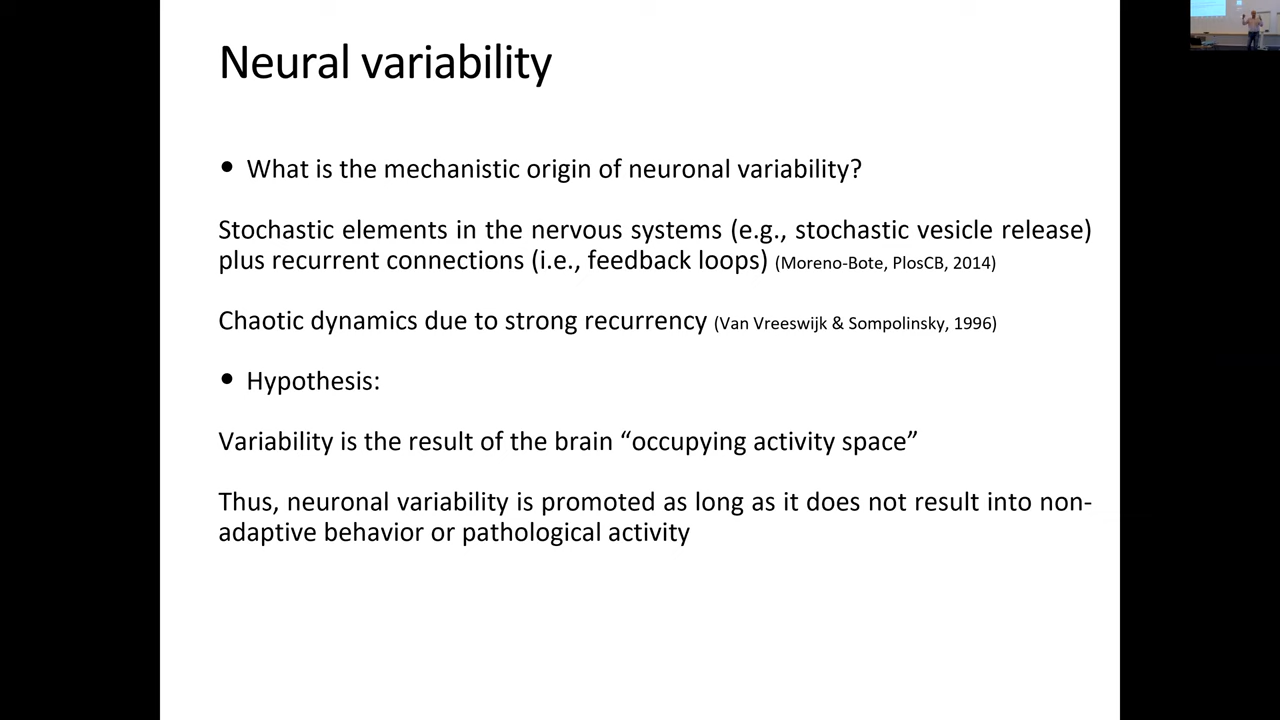 Neural variability
• What is the mechanistic origin of neuronal variability?
Stochastic elements in the nervous systems (e.g., stochastic vesicle release)
plus recurrent connections (i.e., feedback loops) (Moreno-Bote, PlosCB, 2014)
Chaotic dynamics due to strong recurrency (Van Vreeswijk & Sompolinsky, 1996)
• Hypothesis:
Variability is the result of the brain “occupying activity space”
Thus, neuronal variability is promoted as long as it does not result into non-
adaptive behavior or pathological activity